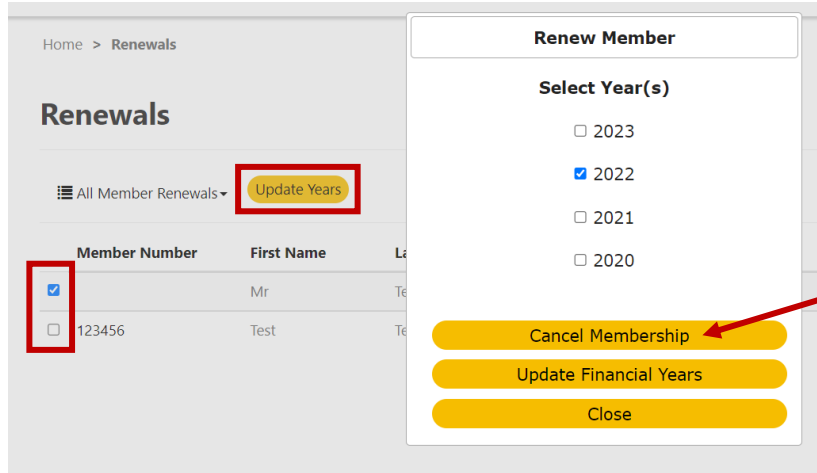 Home > Renewals
Renewals
All Member Renewals
Update Years
Member Number First Name
Mr
123456 Test
Renew Member
Select Year(s)
2023
2022
2021
2020
Cancel Membership
Update Financial Years
Close